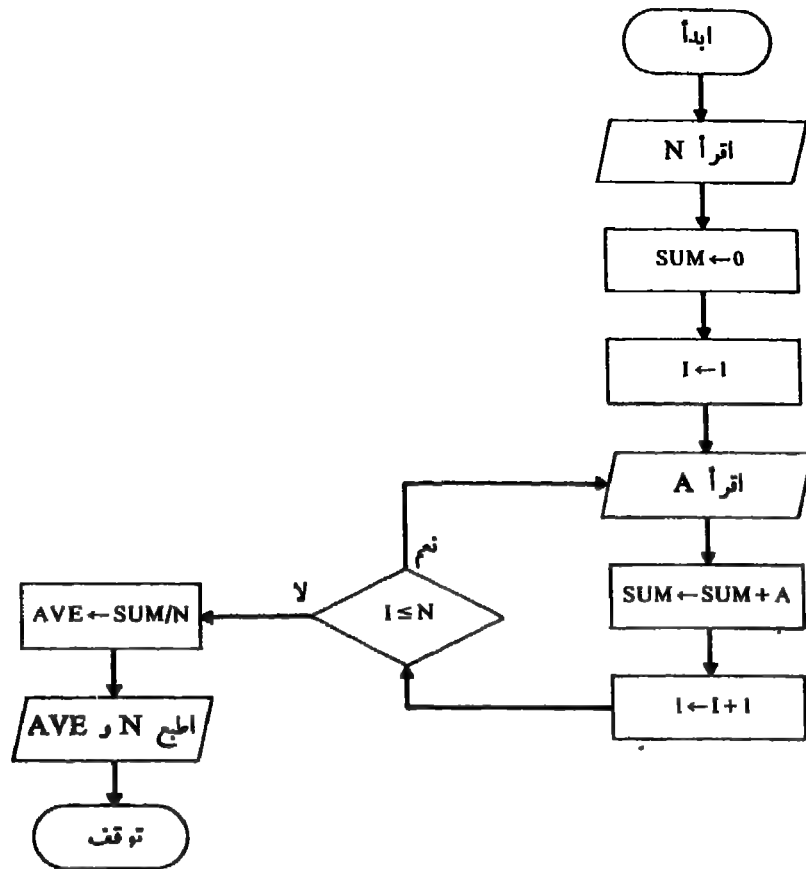 ابدأ
اقرأ N
SUM←0
I←1
اقرأ A
SUM←SUM+A
I←I+1
I≤N
نعم
لا
AVE←SUM/N
اطبع N و AVE
توقف